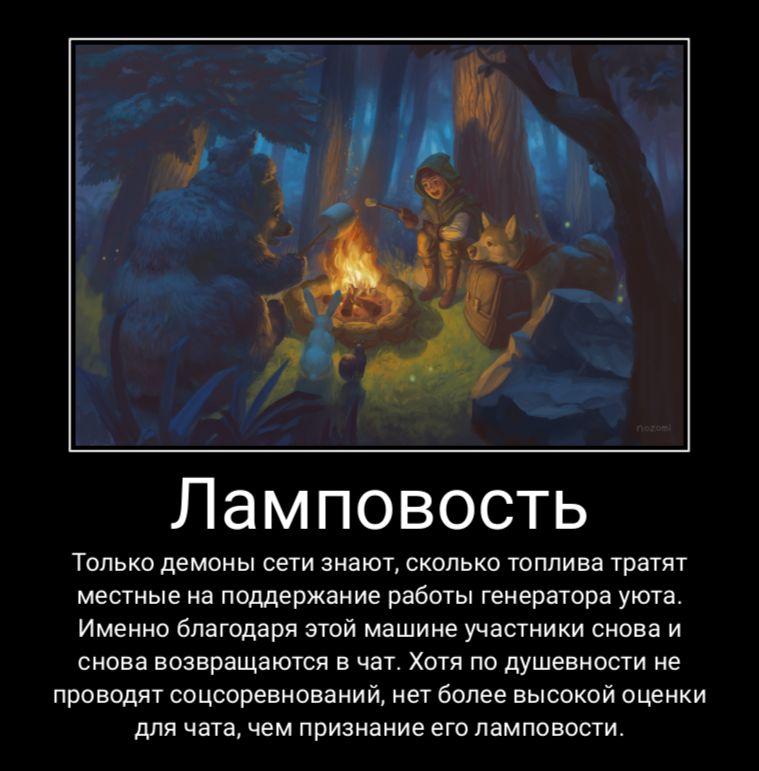 nozomi
Ламповость
Только демоны сети знают, сколько топлива тратят
местные на поддержание работы генератора уюта.
Именно благодаря этой машине участники снова и
снова возвращаются в чат. Хотя по душевности не
проводят соцсоревнований, нет более высокой оценки
для чата, чем признание его ламповости.